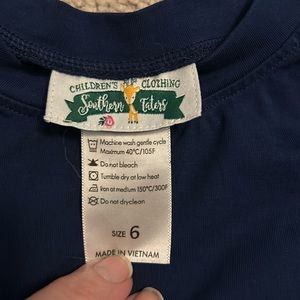 CHILDREN'S CLOTHING
Southern Taters
Machine wash gentle cycle
Maximum 40°C/105F
Do not bleach
Tumble dry at low heat
Iron at medium 150°C/300F
Do not dryclean
SIZE 6
MADE IN VIETNAM